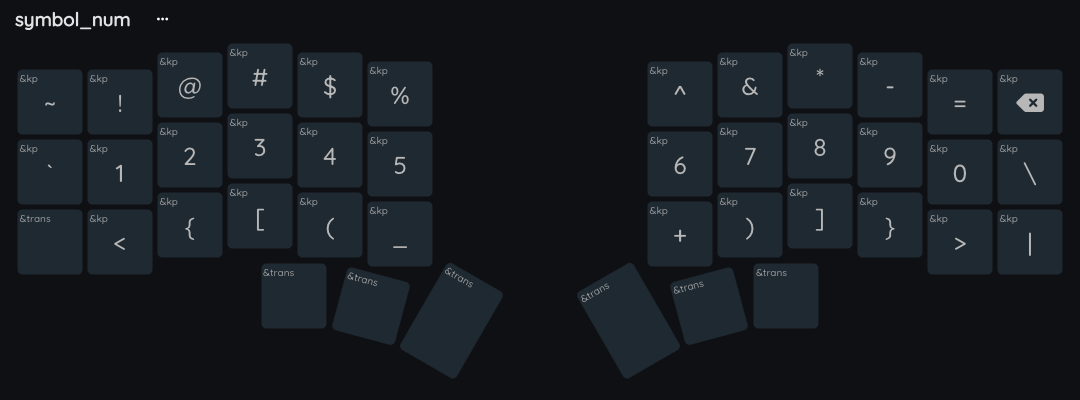 symbol_num ...
&kp ~ &kp ! &kp @ &kp # &kp $ &kp % &kp ^ &kp & &kp * &kp - &kp = &kp
&kp ` &kp 1 &kp 2 &kp 3 &kp 4 &kp 5 &kp 6 &kp 7 &kp 8 &kp 9 &kp 0 &kp \
&trans &kp < &kp { &kp [ &kp ( &kp _ &kp + &kp ) &kp ] &kp } &kp > &kp |
&trans &trans &trans &trans &trans &trans